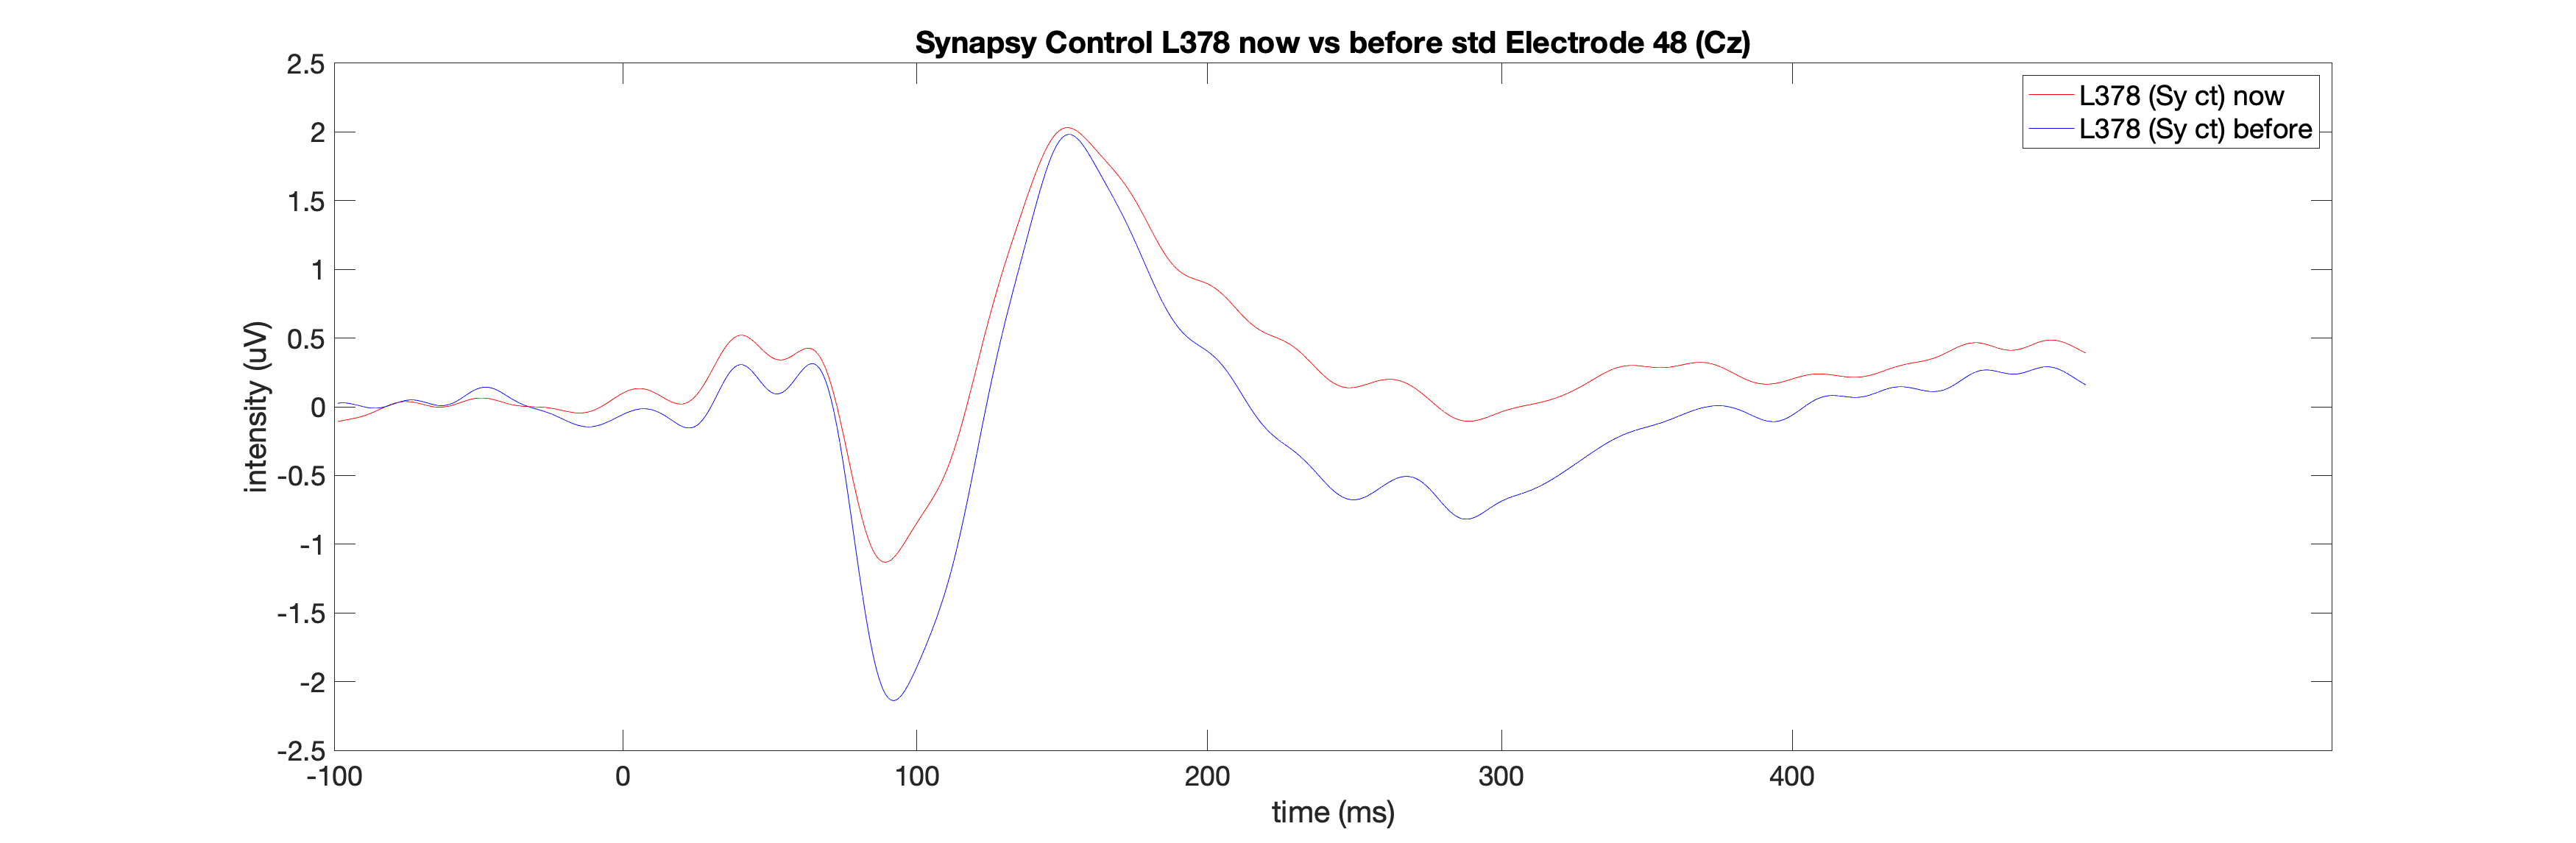 Synapsy Control L378 now vs before std Electrode 48 (Cz)
L378 (Sy ct) now
L378 (Sy ct) before
intensity (uV)
2.5
2
1.5
1
0.5
0
-0.5
-1
-1.5
-2
-2.5
-100 0 100 200 300 400
time (ms)